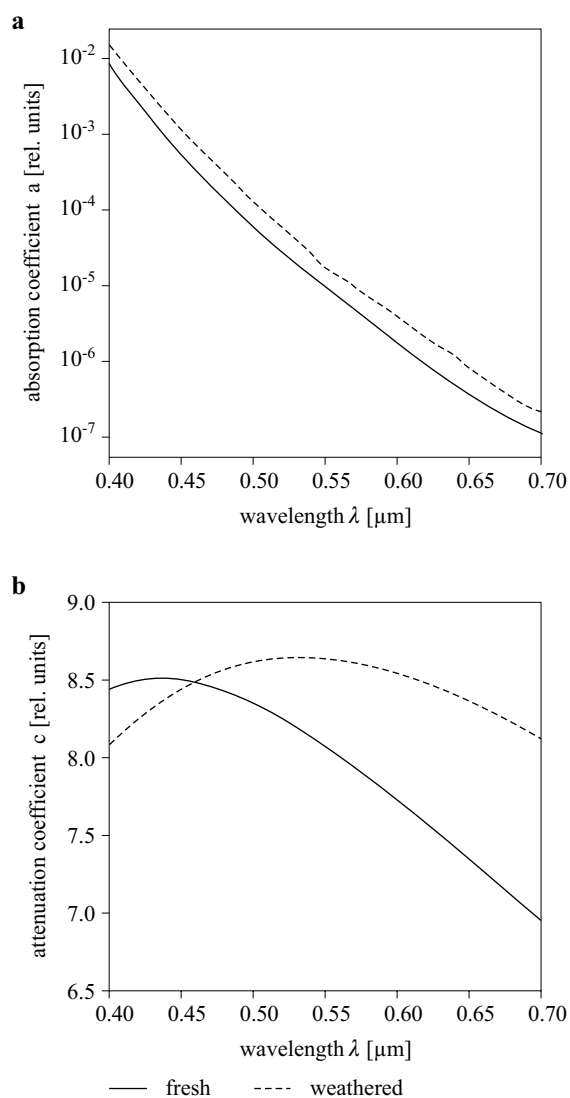 a
absorption coefficient a [rel. units]
10⁻²
10⁻³
10⁻⁴
10⁻⁵
10⁻⁶
10⁻⁷
0.40 0.45 0.50 0.55 0.60 0.65 0.70
wavelength λ [µm]
b
attenuation coefficient c [rel. units]
9.0
8.5
8.0
7.5
7.0
6.5
0.40 0.45 0.50 0.55 0.60 0.65 0.70
wavelength λ [µm]
fresh weathered